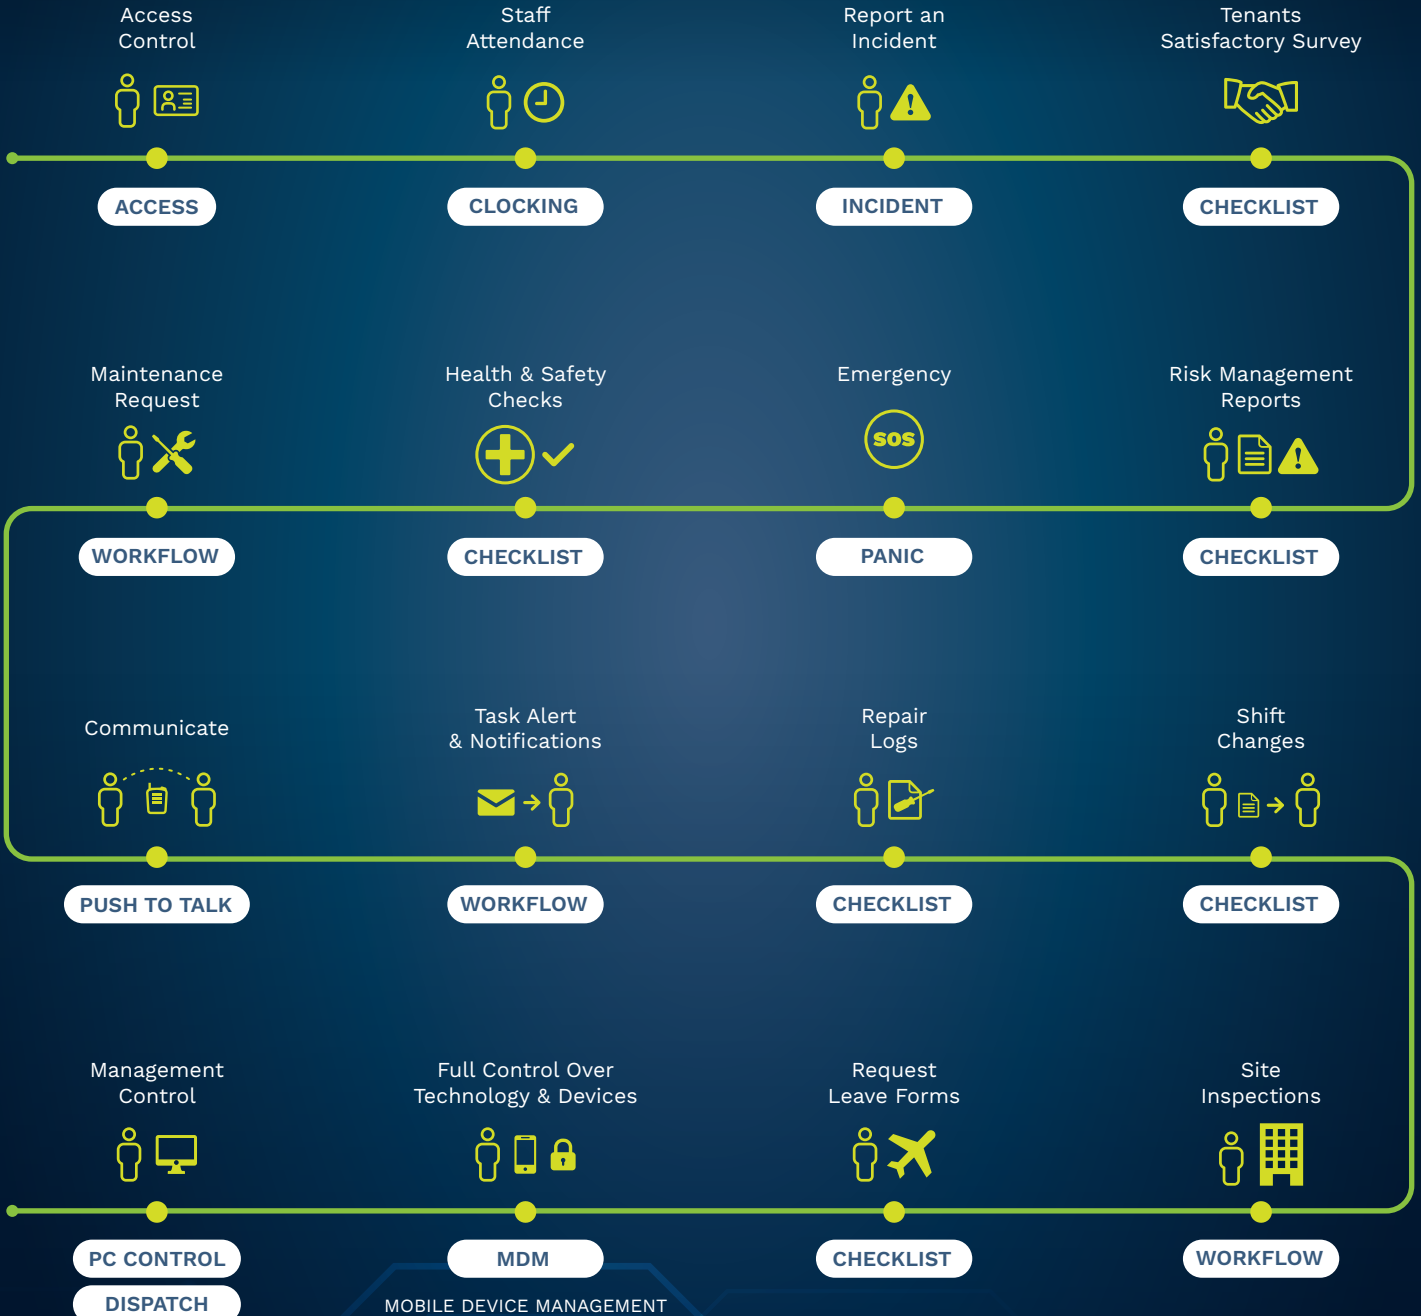 Access
Control
Staff
Attendance
Report an
Incident
Tenants
Satisfactory Survey
ACCESS
CLOCKING
INCIDENT
CHECKLIST
Maintenance
Request
Health & Safety
Checks
Emergency
SOS
Risk Management
Reports
WORKFLOW
CHECKLIST
PANIC
CHECKLIST
Communicate
Task Alert
& Notifications
Repair
Logs
Shift
Changes
PUSH TO TALK
WORKFLOW
CHECKLIST
CHECKLIST
Management
Control
Full Control Over
Technology & Devices
Request
Leave Forms
Site
Inspections
PC CONTROL
DISPATCH
MDM
MOBILE DEVICE MANAGEMENT
CHECKLIST
WORKFLOW